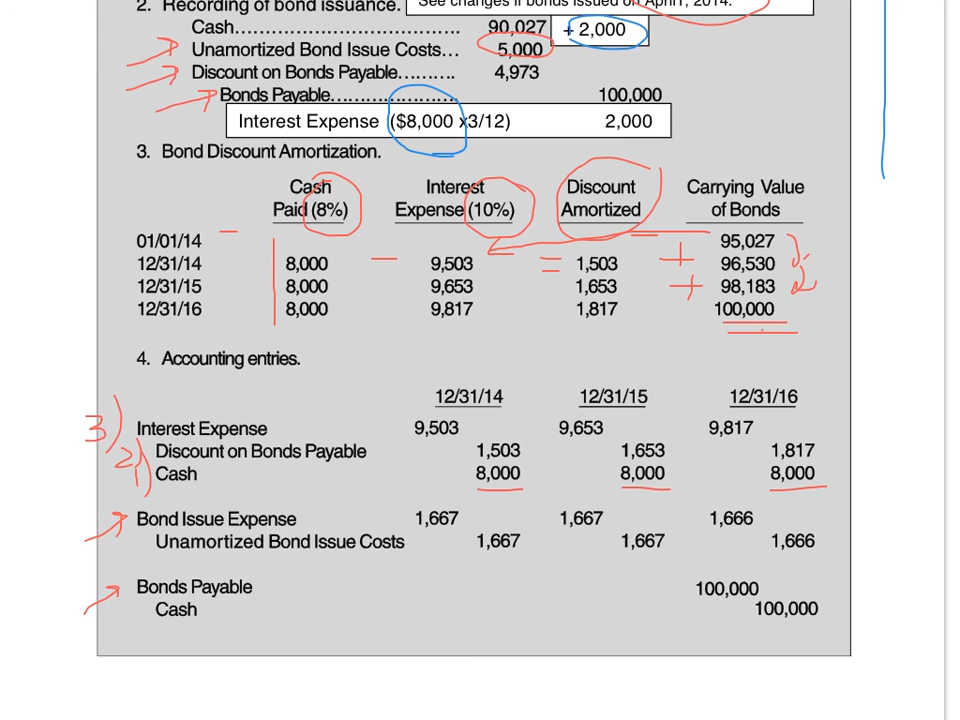 2. Recording of bond issuance. See changes if bonds issued on April 1, 2014.
Cash…………………………… 90,027 + 2,000
Unamortized Bond Issue Costs… 5,000
Discount on Bonds Payable……… 4,973
Bonds Payable………………… 100,000
Interest Expense ($8,000 x3/12) 2,000
3. Bond Discount Amortization.
Cash Interest Discount Carrying Value
Paid (8%) Expense (10%) Amortized of Bonds
01/01/14 – 95,027
12/31/14 8,000 – 9,503 = 1,503 + 96,530
12/31/15 8,000 9,653 1,653 + 98,183
12/31/16 8,000 9,817 1,817 100,000
4. Accounting entries.
12/31/14 12/31/15 12/31/16
3) Interest Expense 9,503 9,653 9,817
2) Discount on Bonds Payable 1,503 1,653 1,817
1) Cash 8,000 8,000 8,000
Bond Issue Expense 1,667 1,667 1,666
Unamortized Bond Issue Costs 1,667 1,667 1,666
Bonds Payable 100,000
Cash 100,000